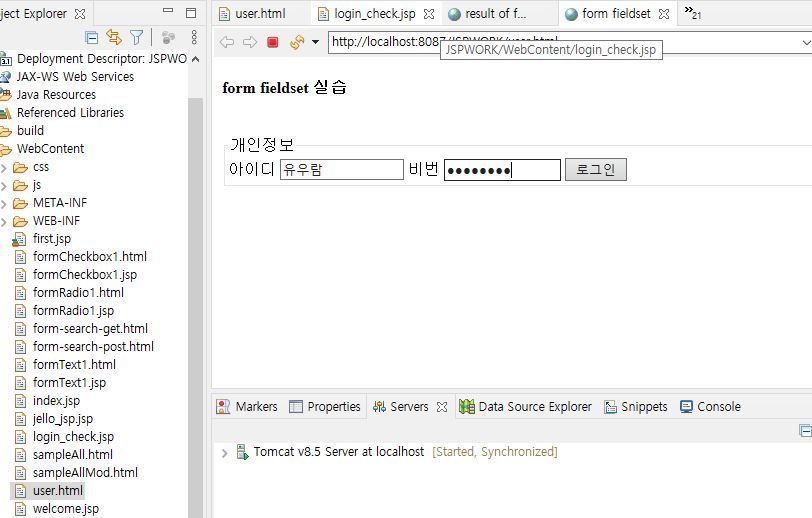 oject Explorer
user.html
login_check.jsp
result of f...
form fieldset
21
http://localhost:8087/JSPWORK/user.html
JSPWORK/WebContent/login_check.jsp
Deployment Descriptor: JSPWO
JAX-WS Web Services
Java Resources
Referenced Libraries
build
WebContent
css
js
META-INF
WEB-INF
first.jsp
formCheckbox1.html
formCheckbox1.jsp
formRadio1.html
formRadio1.jsp
form-search-get.html
form-search-post.html
formText1.html
formText1.jsp
index.jsp
jello_jsp.jsp
login_check.jsp
sampleAll.html
sampleAllMod.html
user.html
welcome.jsp
form fieldset 실습
개인정보
아이디 유우람 비번 ●●●●●●●● 로그인
Markers
Properties
Servers
Data Source Explorer
Snippets
Console
Tomcat v8.5 Server at localhost [Started, Synchronized]